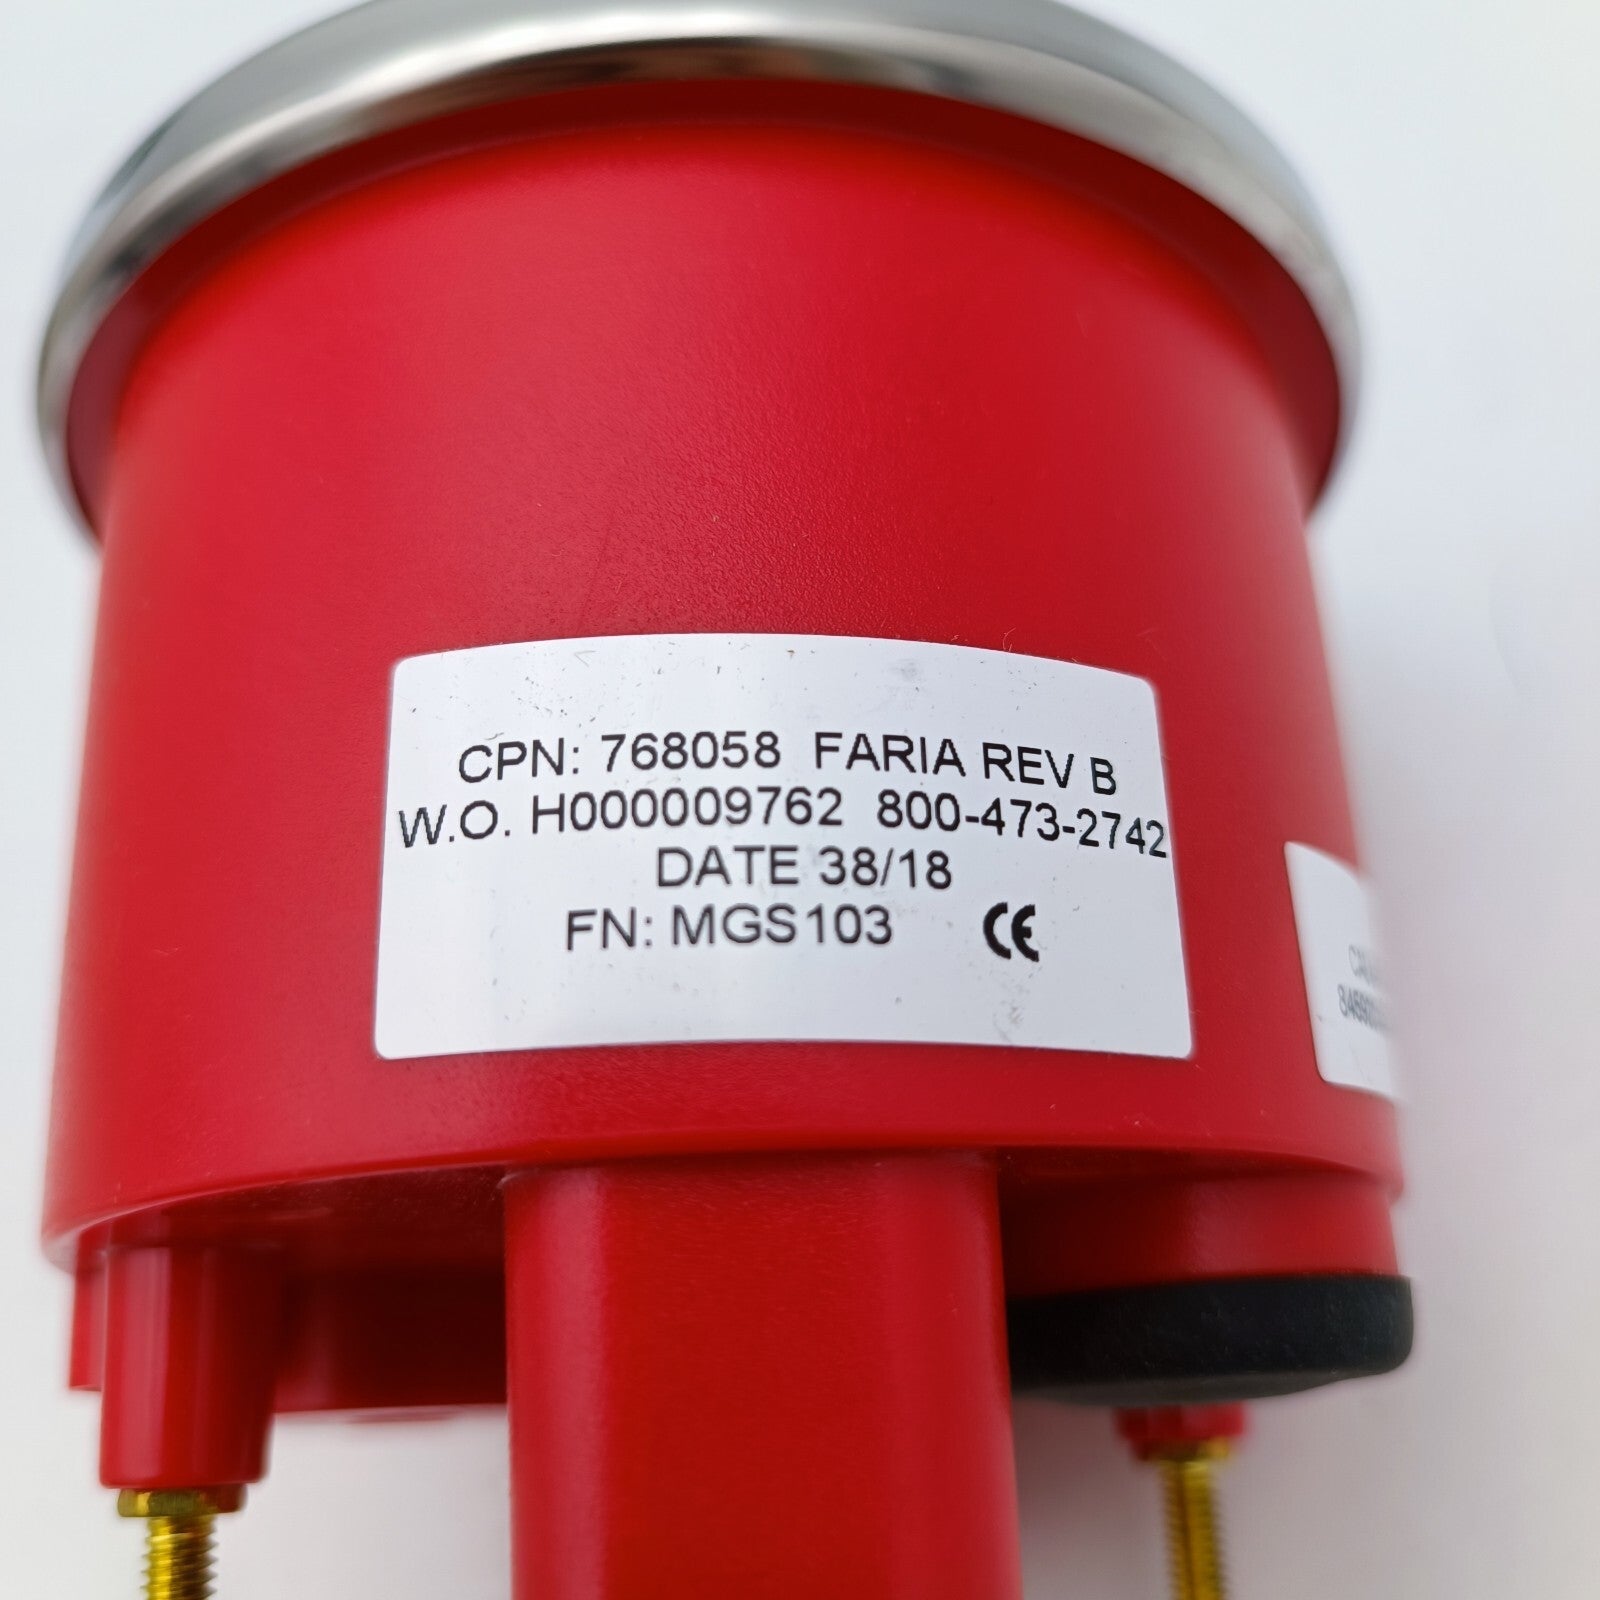 CPN: 768058 FARIA REV B
W.O. H000009762 800-473-2742
DATE 38/18
FN: MGS103 CE